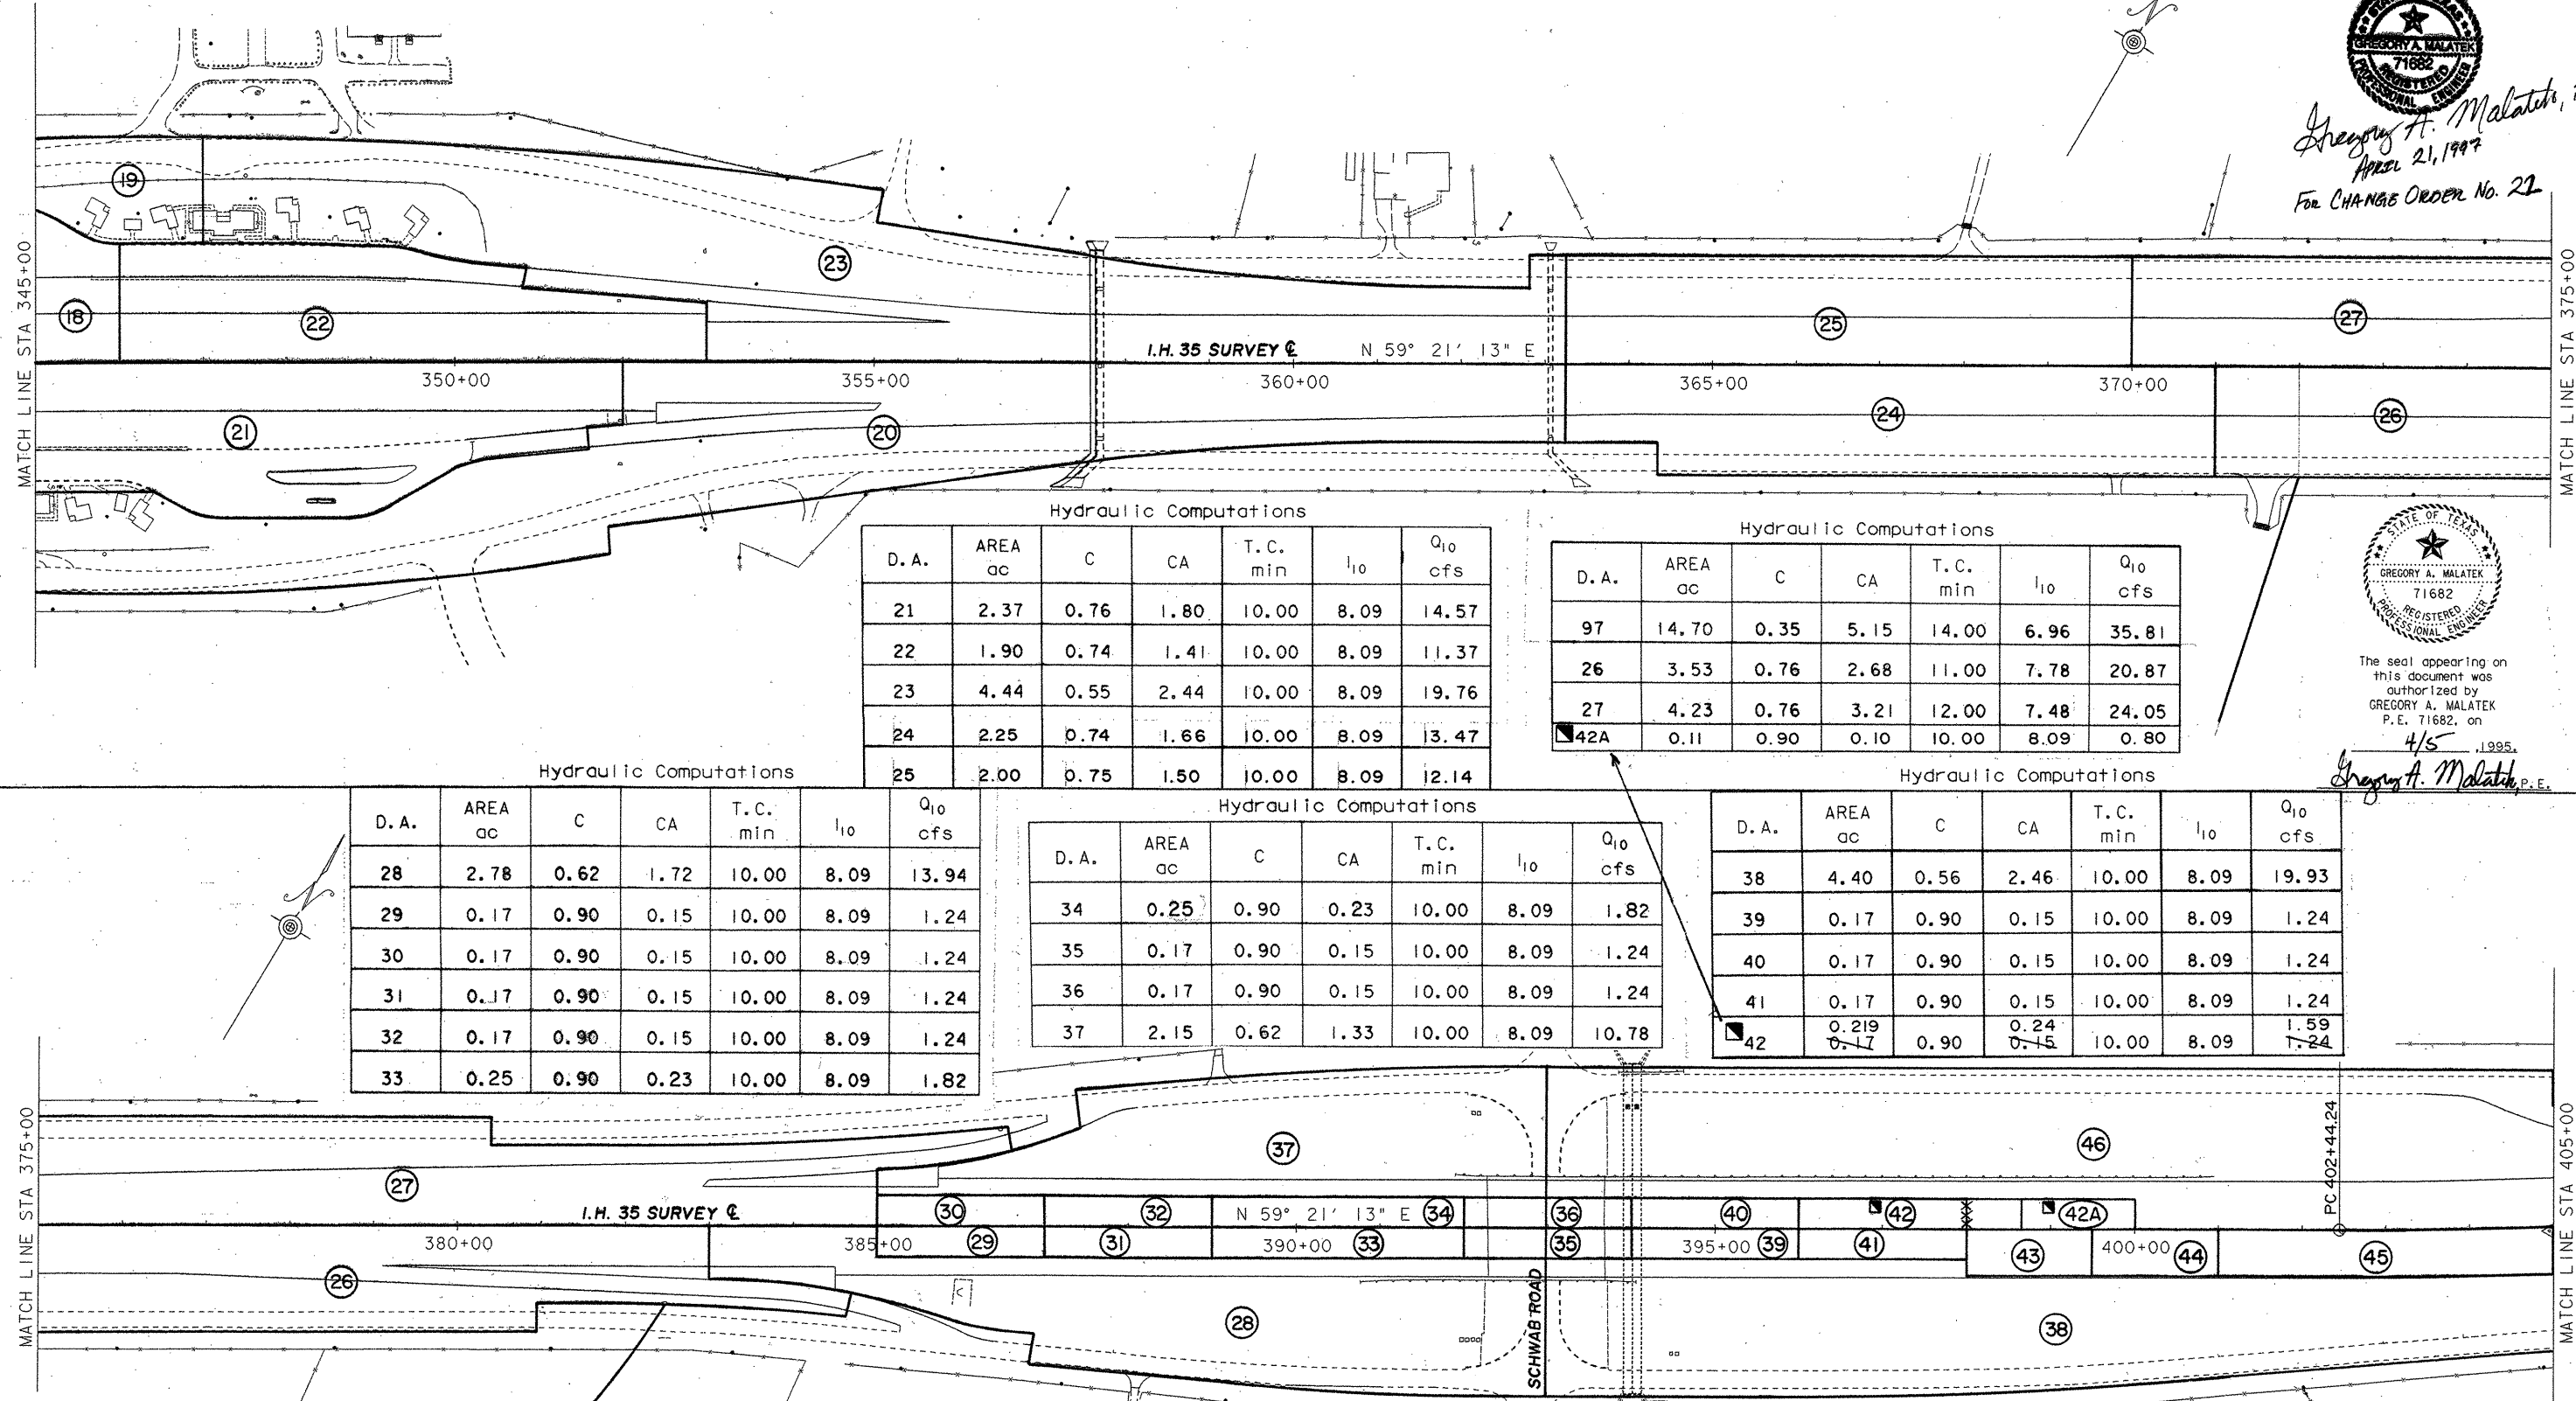 GREGORY A. MALATEK
71682
REGISTERED
PROFESSIONAL ENGINEER
Gregory A. Malatek,
APRIL 21, 1997
FOR CHANGE ORDER NO. 21
MATCH LINE STA 345+00
MATCH LINE STA 375+00
19
18
22
23
25
27
21
20
24
26
I.H. 35 SURVEY ℄ N 59° 21' 13" E
350+00 355+00 360+00 365+00 370+00
Hydraulic Computations
D.A. AREA ac C CA T.C. min I10 Q10 cfs
21 2.37 0.76 1.80 10.00 8.09 14.57
22 1.90 0.74 1.41 10.00 8.09 11.37
23 4.44 0.55 2.44 10.00 8.09 19.76
24 2.25 0.74 1.66 10.00 8.09 13.47
25 2.00 0.75 1.50 10.00 8.09 12.14
Hydraulic Computations
D.A. AREA ac C CA T.C. min I10 Q10 cfs
97 14.70 0.35 5.15 14.00 6.96 35.81
26 3.53 0.76 2.68 11.00 7.78 20.87
27 4.23 0.76 3.21 12.00 7.48 24.05
42A 0.11 0.90 0.10 10.00 8.09 0.80
STATE OF TEXAS
GREGORY A. MALATEK
71682
REGISTERED
PROFESSIONAL ENGINEER
The seal appearing on
this document was
authorized by
GREGORY A. MALATEK
P.E. 71682, on
4/5 ,1995.
Gregory A. Malatek, P.E.
Hydraulic Computations
D.A. AREA ac C CA T.C. min I10 Q10 cfs
28 2.78 0.62 1.72 10.00 8.09 13.94
29 0.17 0.90 0.15 10.00 8.09 1.24
30 0.17 0.90 0.15 10.00 8.09 1.24
31 0.17 0.90 0.15 10.00 8.09 1.24
32 0.17 0.90 0.15 10.00 8.09 1.24
33 0.25 0.90 0.23 10.00 8.09 1.82
Hydraulic Computations
D.A. AREA ac C CA T.C. min I10 Q10 cfs
34 0.25 0.90 0.23 10.00 8.09 1.82
35 0.17 0.90 0.15 10.00 8.09 1.24
36 0.17 0.90 0.15 10.00 8.09 1.24
37 2.15 0.62 1.33 10.00 8.09 10.78
Hydraulic Computations
D.A. AREA ac C CA T.C. min I10 Q10 cfs
38 4.40 0.56 2.46 10.00 8.09 19.93
39 0.17 0.90 0.15 10.00 8.09 1.24
40 0.17 0.90 0.15 10.00 8.09 1.24
41 0.17 0.90 0.15 10.00 8.09 1.24
0.219 0.24 1.59
42 0.17 0.90 0.15 10.00 8.09 1.24
MATCH LINE STA 375+00
MATCH LINE STA 405+00
PC 402+44.24
37
46
27
I.H. 35 SURVEY ℄
30 32 N 59° 21' 13" E 34 36 40 42 42A
380+00 385+00 29 31 390+00 33 35 395+00 39 41 43 400+00 44 45
26
28
SCHWAB ROAD
38